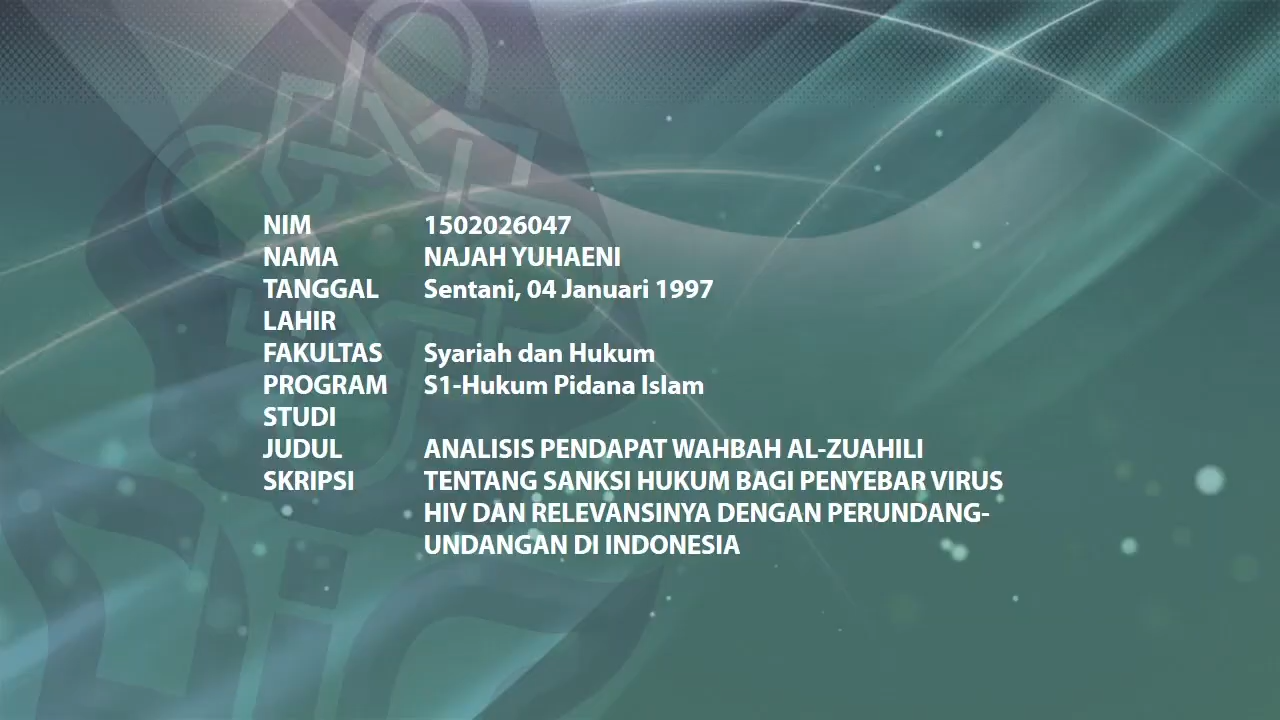 NIM 1502026047
NAMA NAJAH YUHAENI
TANGGAL LAHIR Sentani, 04 Januari 1997
FAKULTAS Syariah dan Hukum
PROGRAM STUDI S1-Hukum Pidana Islam
JUDUL SKRIPSI ANALISIS PENDAPAT WAHBAH AL-ZUAHILI
TENTANG SANKSI HUKUM BAGI PENYEBAR VIRUS
HIV DAN RELEVANSINYA DENGAN PERUNDANG-
UNDANGAN DI INDONESIA